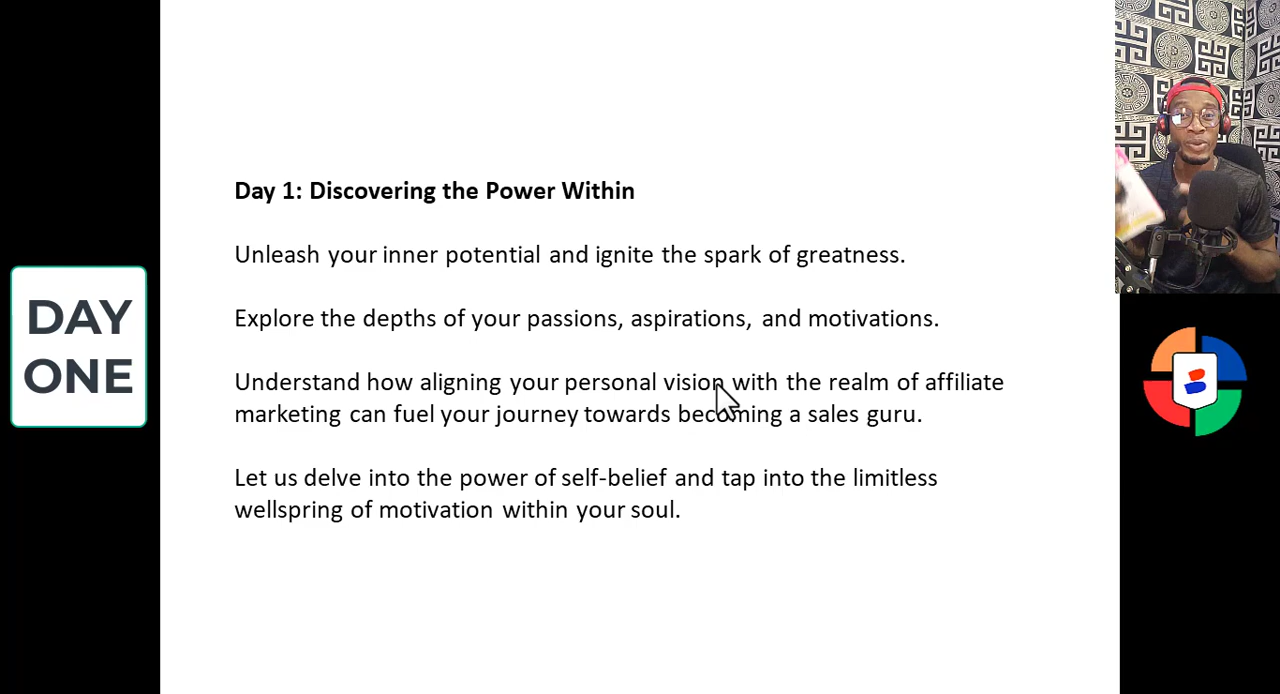 DAY
ONE
Day 1: Discovering the Power Within
Unleash your inner potential and ignite the spark of greatness.
Explore the depths of your passions, aspirations, and motivations.
Understand how aligning your personal vision with the realm of affiliate
marketing can fuel your journey towards becoming a sales guru.
Let us delve into the power of self-belief and tap into the limitless
wellspring of motivation within your soul.